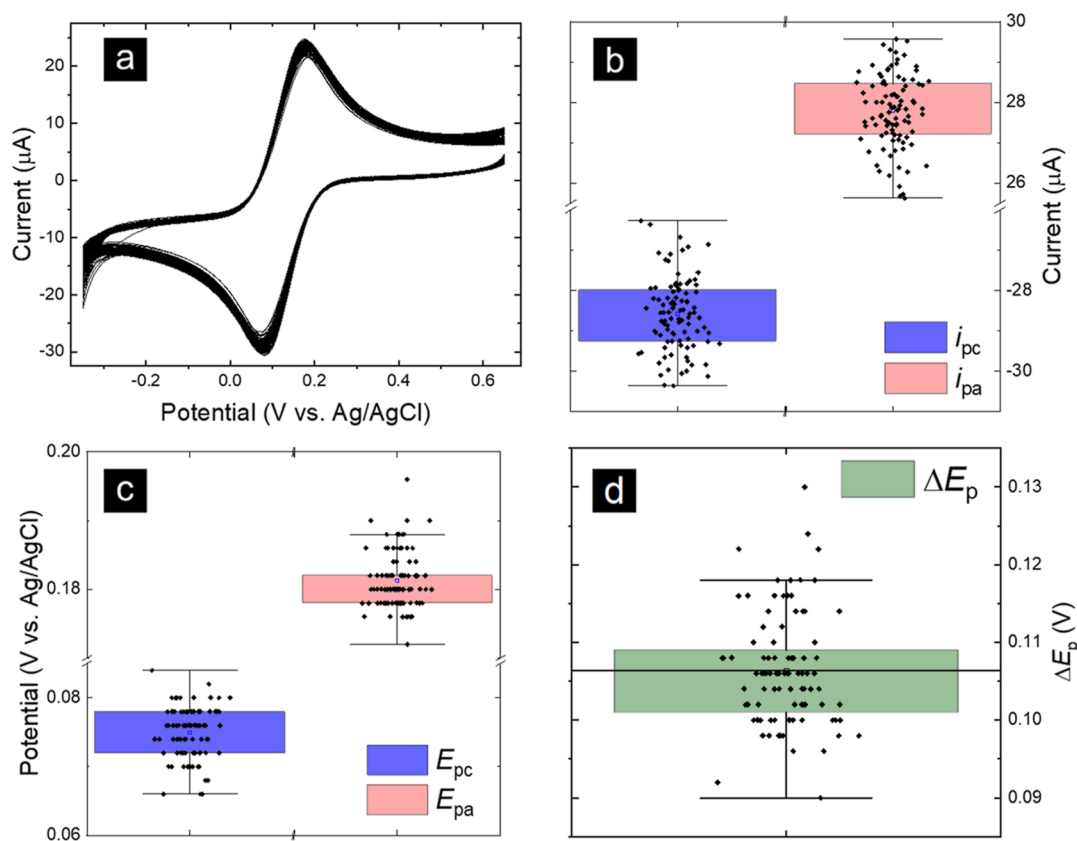 a
20
10
0
-10
-20
-30
Current (μA)
-0.2
0.0
0.2
0.4
0.6
Potential (V vs. Ag/AgCl)
b
30
28
26
-28
-30
Current (μA)
ipc
ipa
c
0.20
0.18
0.08
0.06
Potential (V vs. Ag/AgCl)
Epc
Epa
d
ΔEp
0.13
0.12
0.11
0.10
0.09
ΔEp (V)